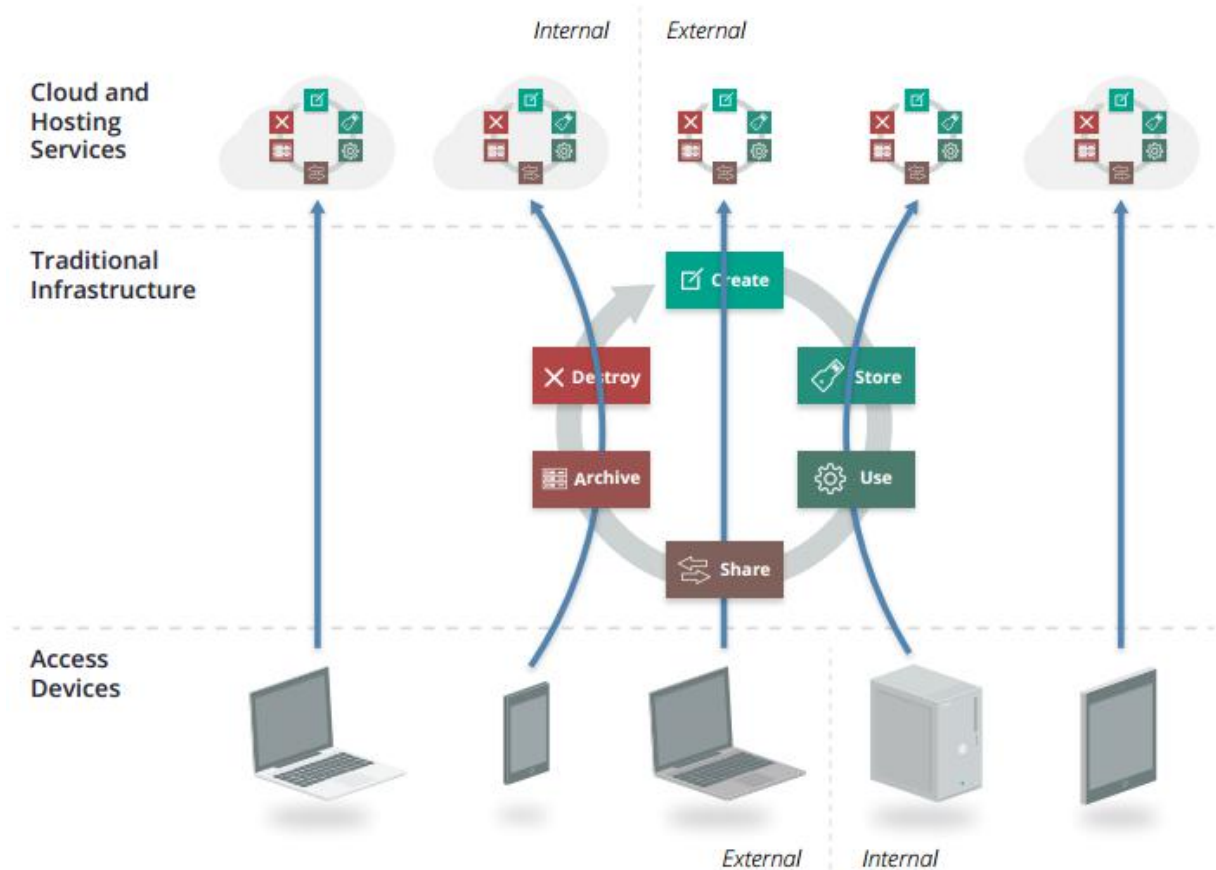 Internal
External
Cloud and
Hosting
Services
Traditional
Infrastructure
Create
Destroy
Store
Archive
Use
Share
Access
Devices
External
Internal